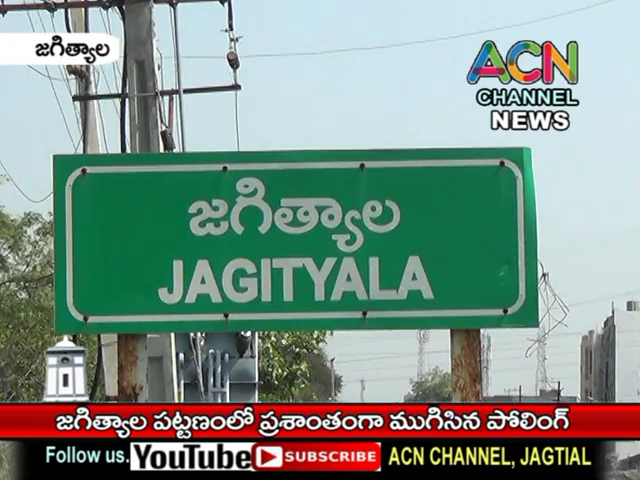 జగిత్యాల
ACN
CHANNEL
NEWS
జగిత్యాల
JAGITYALA
జగిత్యాల పట్టణంలో ప్రశాంతంగా ముగిసిన పోలింగ్
Follow us. YouTube SUBSCRIBE ACN CHANNEL, JAGTIAL